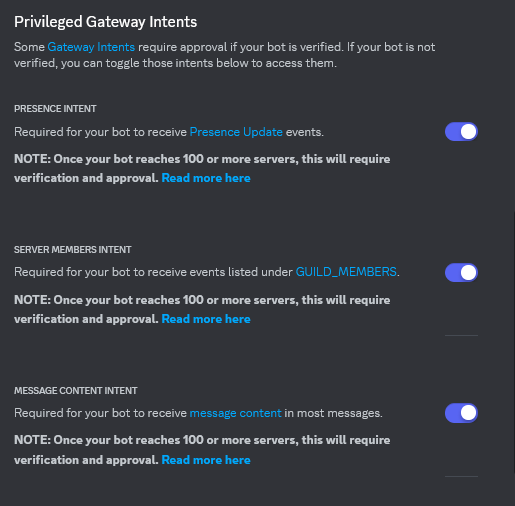 Privileged Gateway Intents
Some Gateway Intents require approval if your bot is verified. If your bot is not
verified, you can toggle those intents below to access them.
PRESENCE INTENT
Required for your bot to receive Presence Update events.
NOTE: Once your bot reaches 100 or more servers, this will require
verification and approval. Read more here
SERVER MEMBERS INTENT
Required for your bot to receive events listed under GUILD_MEMBERS.
NOTE: Once your bot reaches 100 or more servers, this will require
verification and approval. Read more here
MESSAGE CONTENT INTENT
Required for your bot to receive message content in most messages.
NOTE: Once your bot reaches 100 or more servers, this will require
verification and approval. Read more here